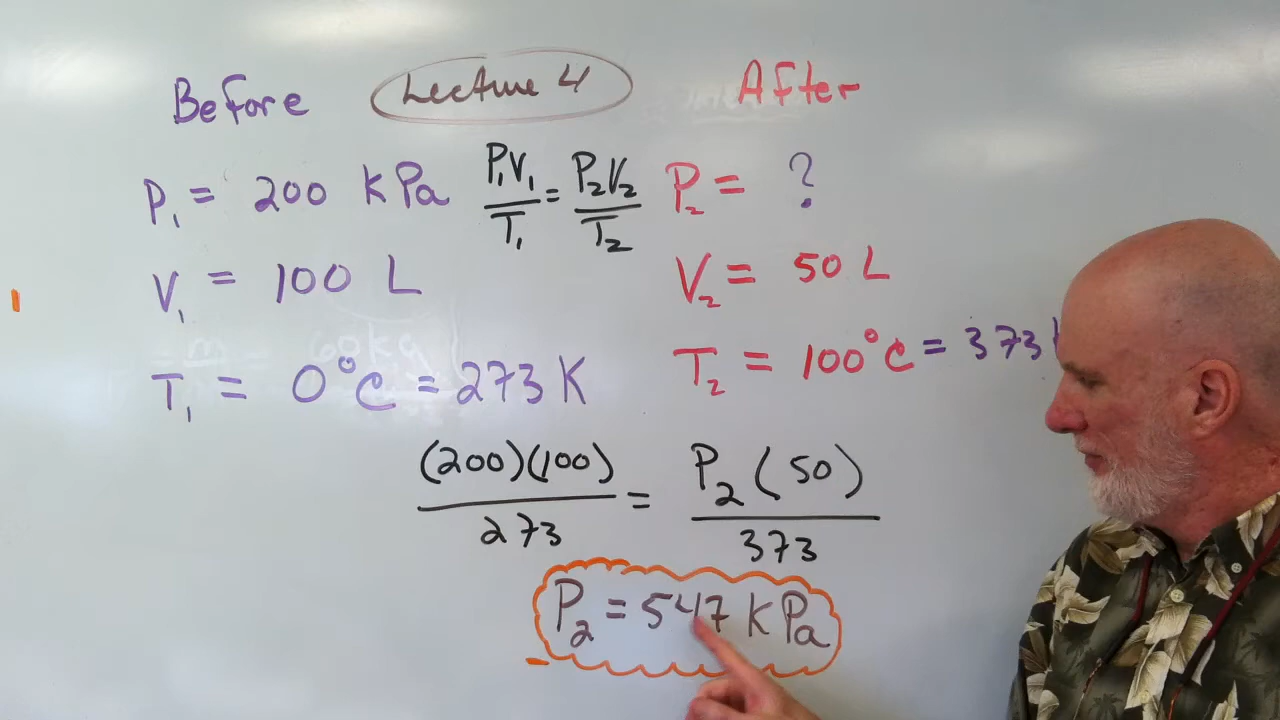 Before Lecture 4 After
P₁ = 200 kPa P₁V₁/T₁ = P₂V₂/T₂ P₂ = ?
V₁ = 100 L V₂ = 50 L
T₁ = 0°C = 273 K T₂ = 100°C = 373
(200)(100)/273 = P₂(50)/373
P₂ = 547 kPa